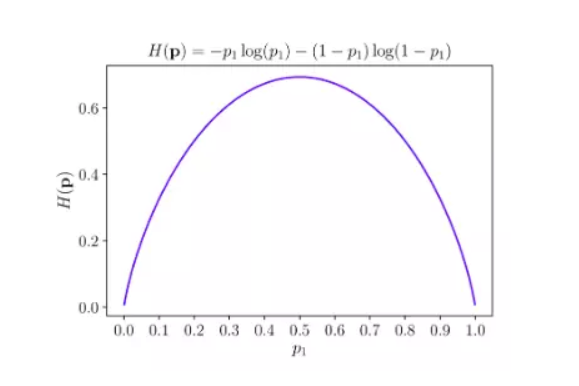 H(𝐩) = −p₁ log(p₁) − (1 − p₁) log(1 − p₁)
H(𝐩)
0.6
0.4
0.2
0.0
0.0 0.1 0.2 0.3 0.4 0.5 0.6 0.7 0.8 0.9 1.0
p₁